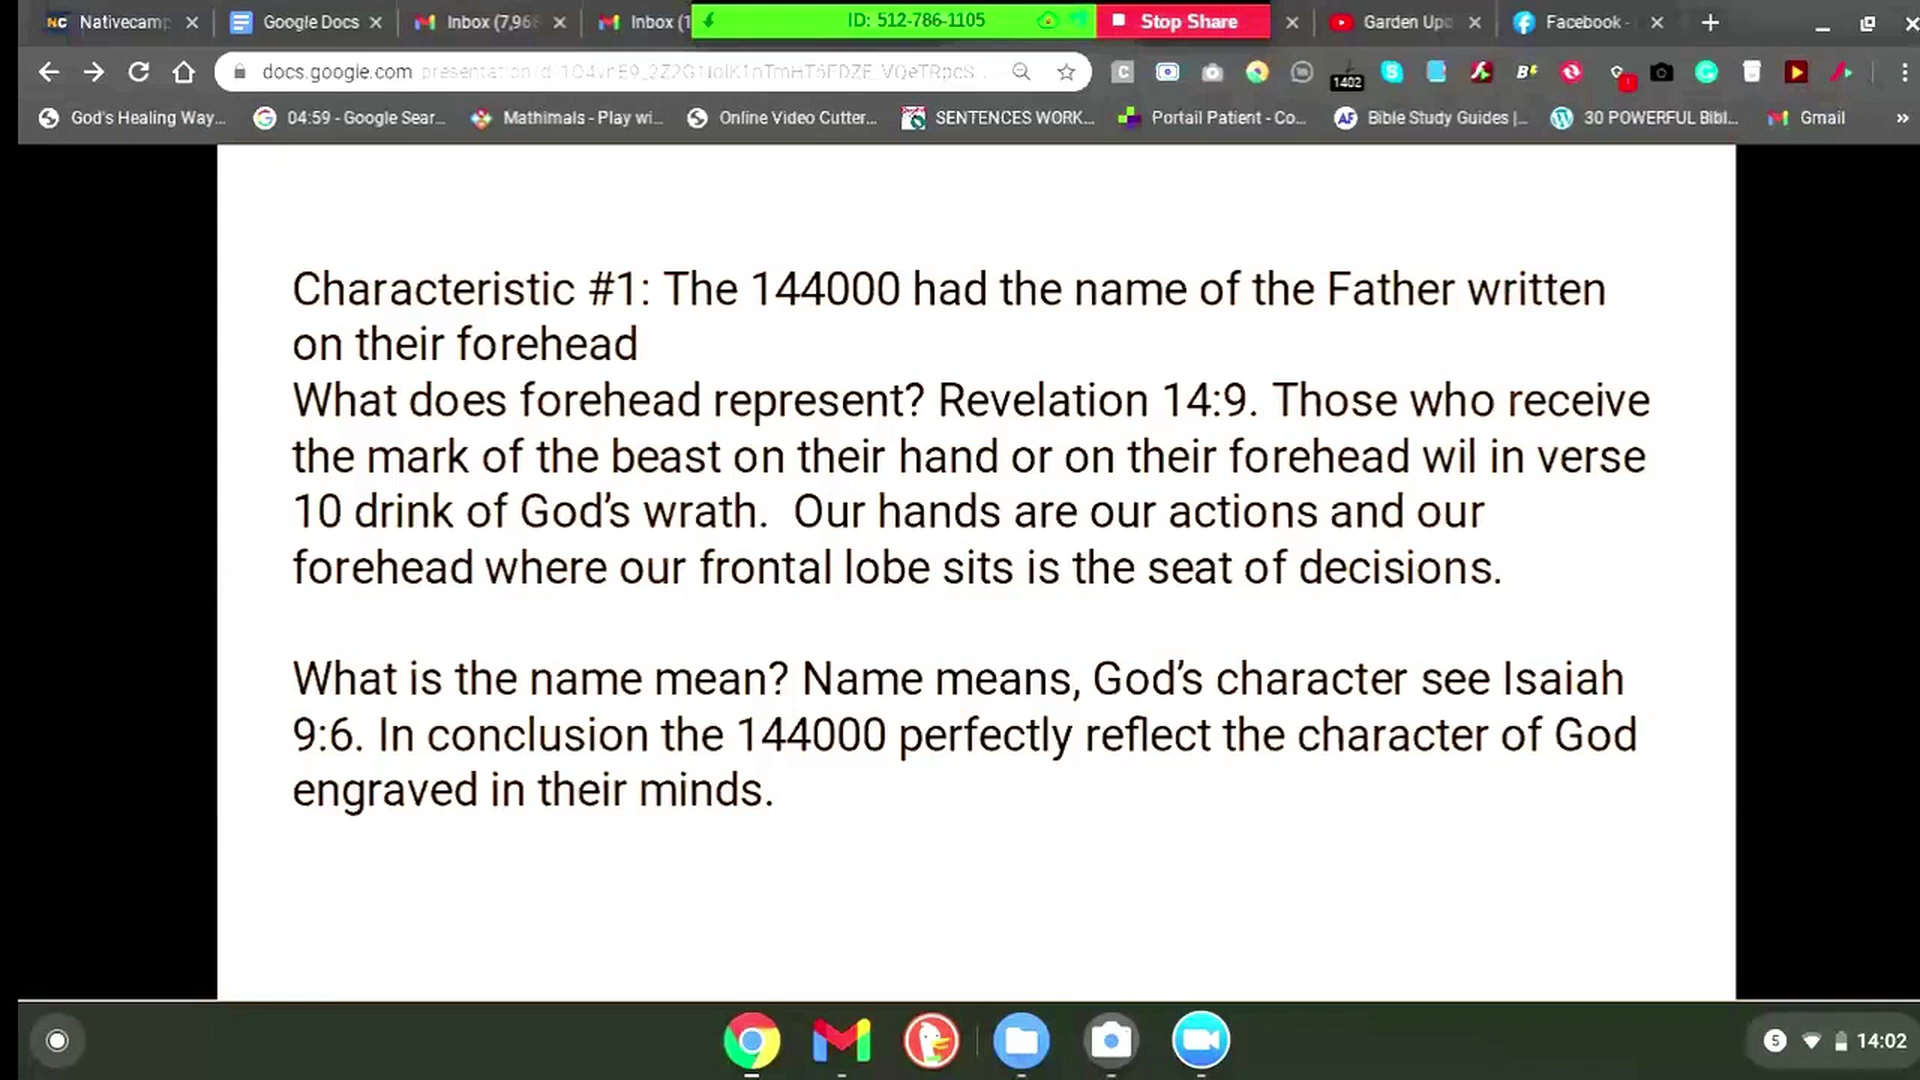 Nativecam
Google Docs
Inbox (7,96
Inbox (1
ID: 512-786-1105
Stop Share
Garden Up
Facebook -
docs.google.com
1402
God's Healing Way...
04:59 - Google Sear...
Mathimals - Play wi...
Online Video Cutter...
SENTENCES WORK...
Portail Patient - Co...
Bible Study Guides |...
30 POWERFUL Bibl...
Gmail
Characteristic #1: The 144000 had the name of the Father written
on their forehead
What does forehead represent? Revelation 14:9. Those who receive
the mark of the beast on their hand or on their forehead wil in verse
10 drink of God's wrath. Our hands are our actions and our
forehead where our frontal lobe sits is the seat of decisions.
What is the name mean? Name means, God's character see Isaiah
9:6. In conclusion the 144000 perfectly reflect the character of God
engraved in their minds.
5
14:02